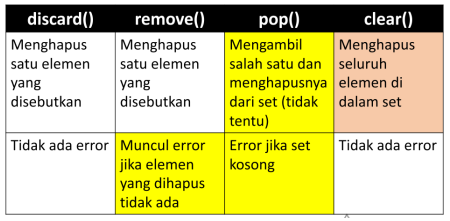 discard()
remove()
pop()
clear()
Menghapus
satu elemen
yang
disebutkan
Menghapus
satu elemen
yang
disebutkan
Mengambil
salah satu dan
menghapusnya
dari set (tidak
tentu)
Menghapus
seluruh
elemen di
dalam set
Tidak ada error
Muncul error
jika elemen
yang dihapus
tidak ada
Error jika set
kosong
Tidak ada error